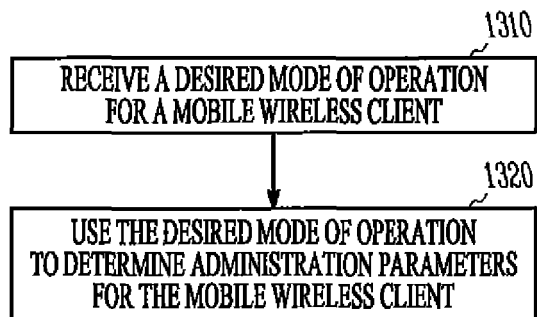 1310
RECEIVE A DESIRED MODE OF OPERATION
FOR A MOBILE WIRELESS CLIENT
1320
USE THE DESIRED MODE OF OPERATION
TO DETERMINE ADMINISTRATION PARAMETERS
FOR THE MOBILE WIRELESS CLIENT